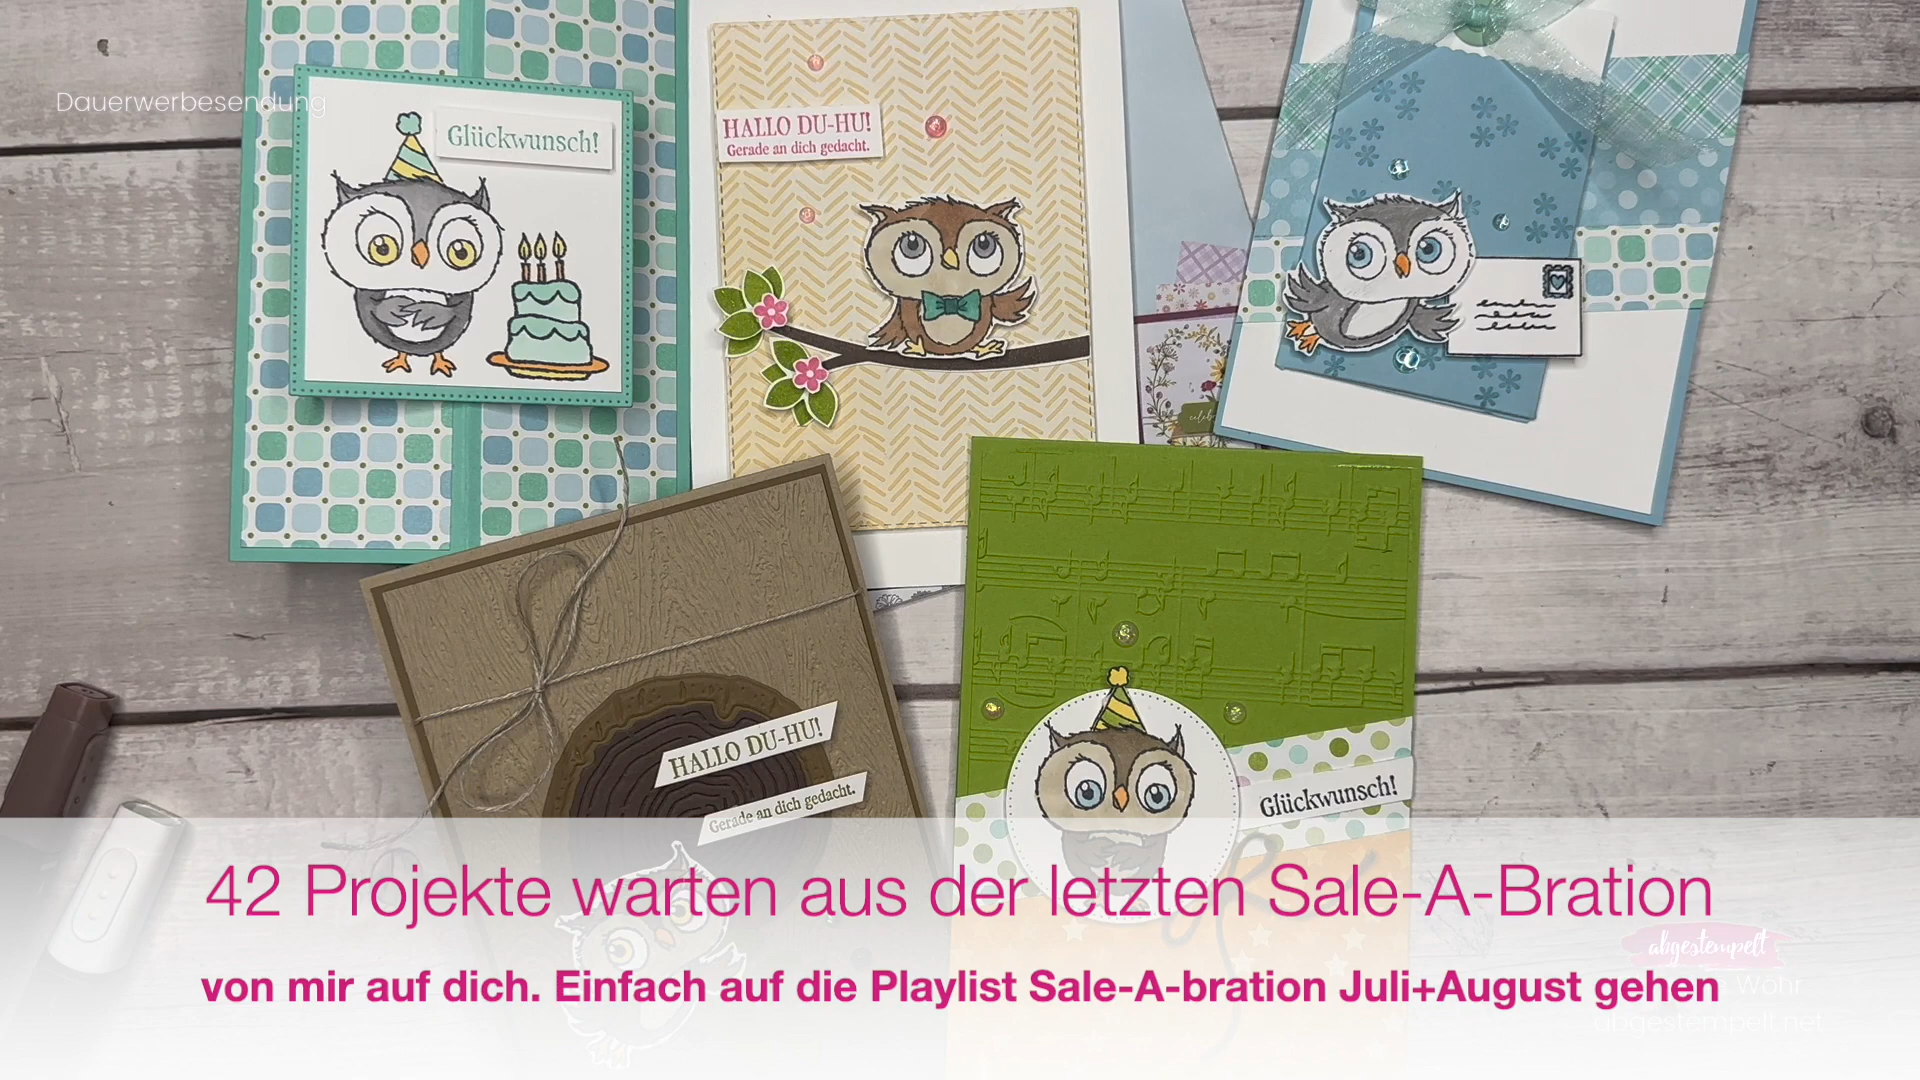 Dauerwerbesendung
Glückwunsch!
HALLO DU-HU!
Gerade an dich gedacht.
HALLO DU-HU!
Gerade an dich gedacht.
Glückwunsch!
42 Projekte warten aus der letzten Sale-A-Bration
von mir auf dich. Einfach auf die Playlist Sale-A-bration Juli+August gehen
abgestempelt
Wohr
abgestempelt.net